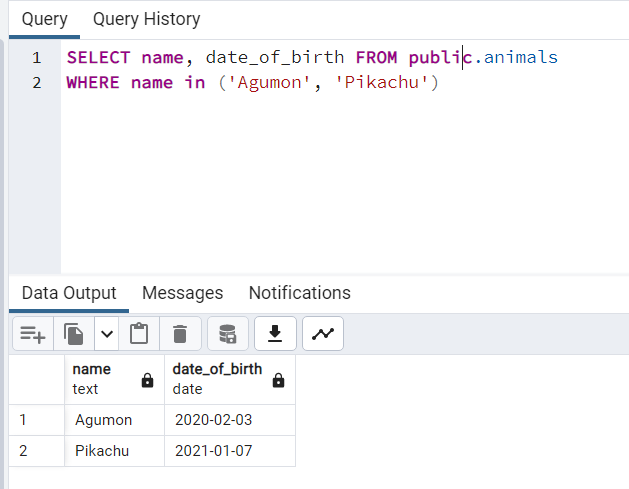 Query Query History
1 SELECT name, date_of_birth FROM public.animals
2 WHERE name in ('Agumon', 'Pikachu')
Data Output Messages Notifications
name date_of_birth
text date
1 Agumon 2020-02-03
2 Pikachu 2021-01-07